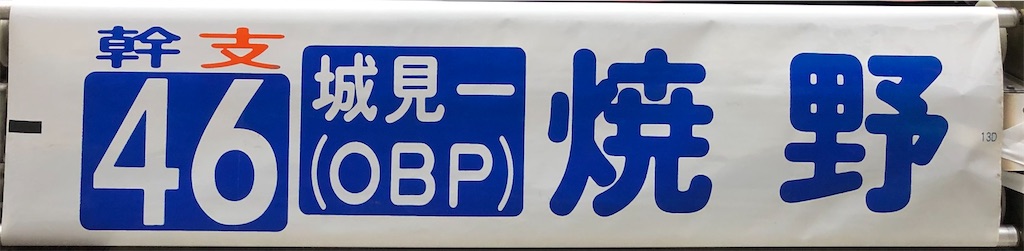 幹 支
46
城見一
(OBP)
焼野
13D